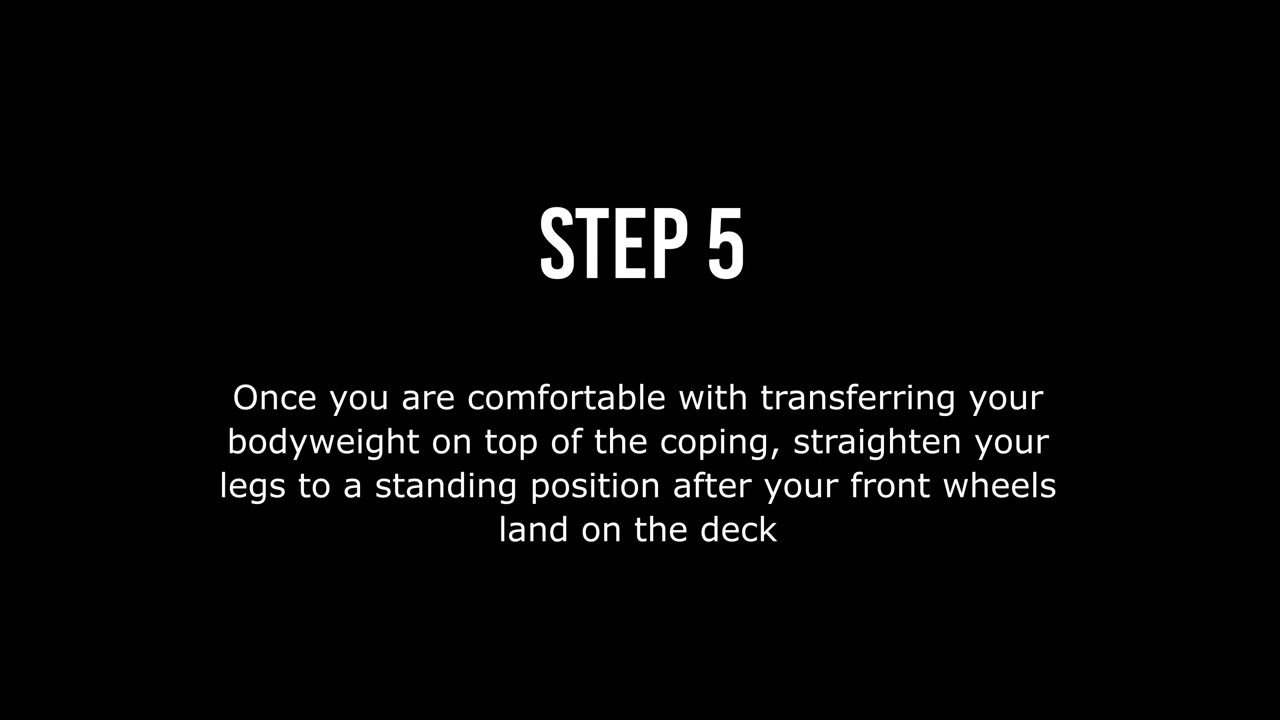 STEP 5
Once you are comfortable with transferring your
bodyweight on top of the coping, straighten your
legs to a standing position after your front wheels
land on the deck